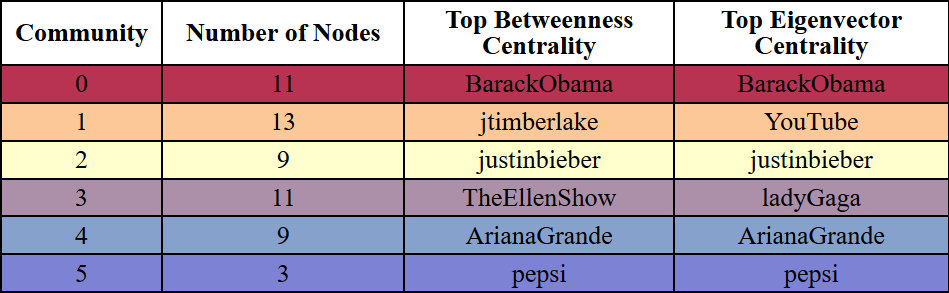 Community Number of Nodes Top Betweenness Centrality Top Eigenvector Centrality
0 11 BarackObama BarackObama
1 13 jtimberlake YouTube
2 9 justinbieber justinbieber
3 11 TheEllenShow ladyGaga
4 9 ArianaGrande ArianaGrande
5 3 pepsi pepsi